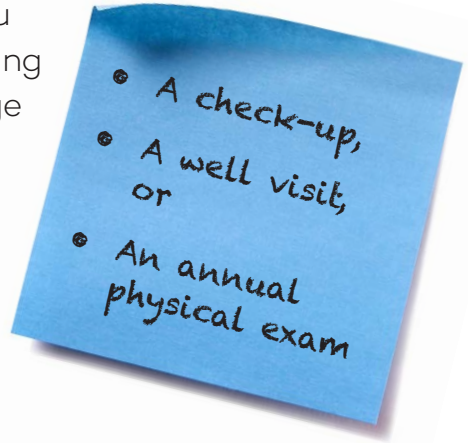 • A check-up,
• A well visit,
or
• An annual
physical exam